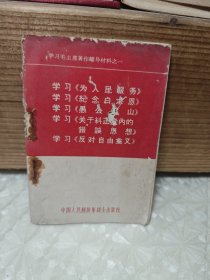 学习毛主席著作辅导材料之一
学习《为人民服务》
学习《纪念白求恩》
学习《愚公移山》
学习《关于纠正党内的
错误思想》
学习《反对自由主义》
中国人民解放军战士出版社